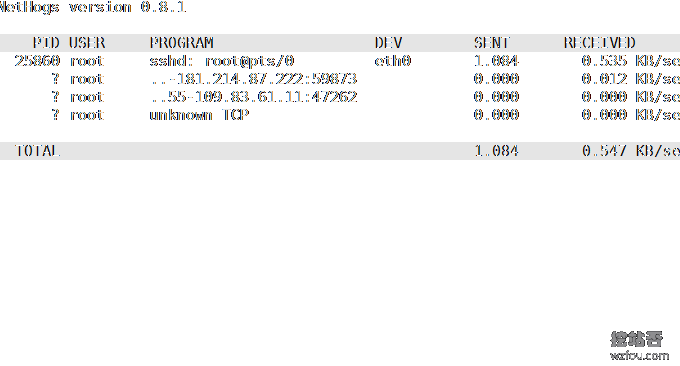 NetHogs version 0.8.1
PID USER PROGRAM DEV SENT RECEIVED
25860 root sshd: root@pts/0 eth0 1.084 0.535 KB/se
? root ..-181.214.87.222:59873 0.000 0.012 KB/se
? root ..55-109.83.61.11:47262 0.000 0.000 KB/se
? root unknown TCP 0.000 0.000 KB/se
TOTAL 1.084 0.547 KB/se
挖站否
wzfou.com